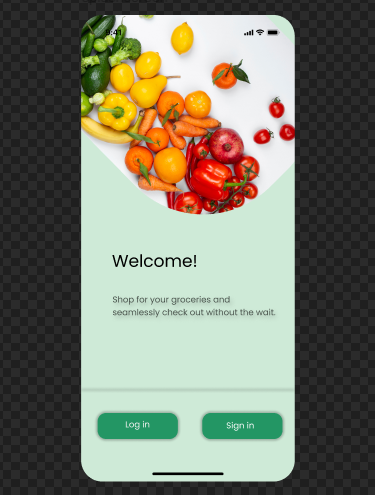 9:41
Welcome!
Shop for your groceries and
seamlessly check out without the wait.
Log in
Sign in